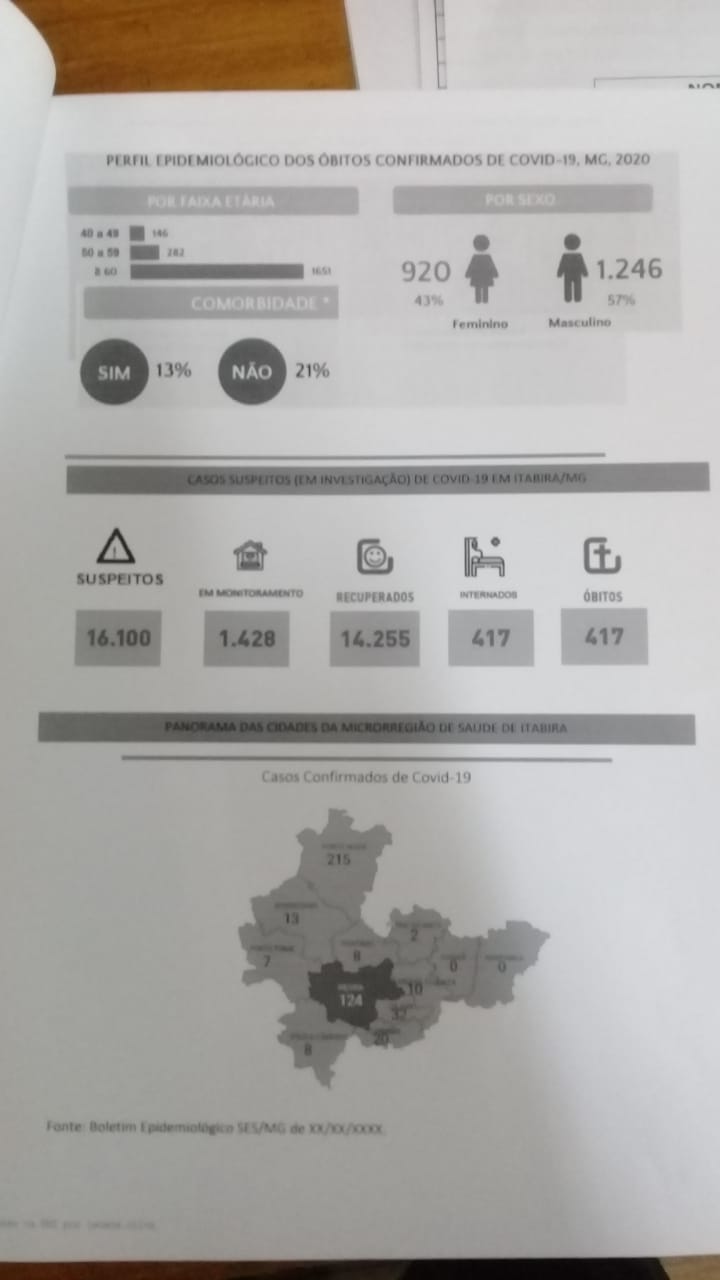 PERFIL EPIDEMIOLÓGICO DOS ÓBITOS CONFIRMADOS DE COVID-19, MG, 2020
POR FAIXA ETÁRIA
40 a 49 146
50 a 59 282
≥ 60 1651
POR SEXO
920
43%
Feminino
1.246
57%
Masculino
COMORBIDADE *
SIM 13% NÃO 21%
CASOS SUSPEITOS (EM INVESTIGAÇÃO) DE COVID-19 EM ITABIRA/MG
SUSPEITOS EM MONITORAMENTO RECUPERADOS INTERNADOS ÓBITOS
16.100 1.428 14.255 417 417
PANORAMA DAS CIDADES DA MICRORREGIÃO DE SAUDE DE ITABIRA
Casos Confirmados de Covid-19
215
13
2
7 8 0 0
124 10
32
8 20
Fonte: Boletim Epidemiológico SES/MG de XX/XX/XXXX.